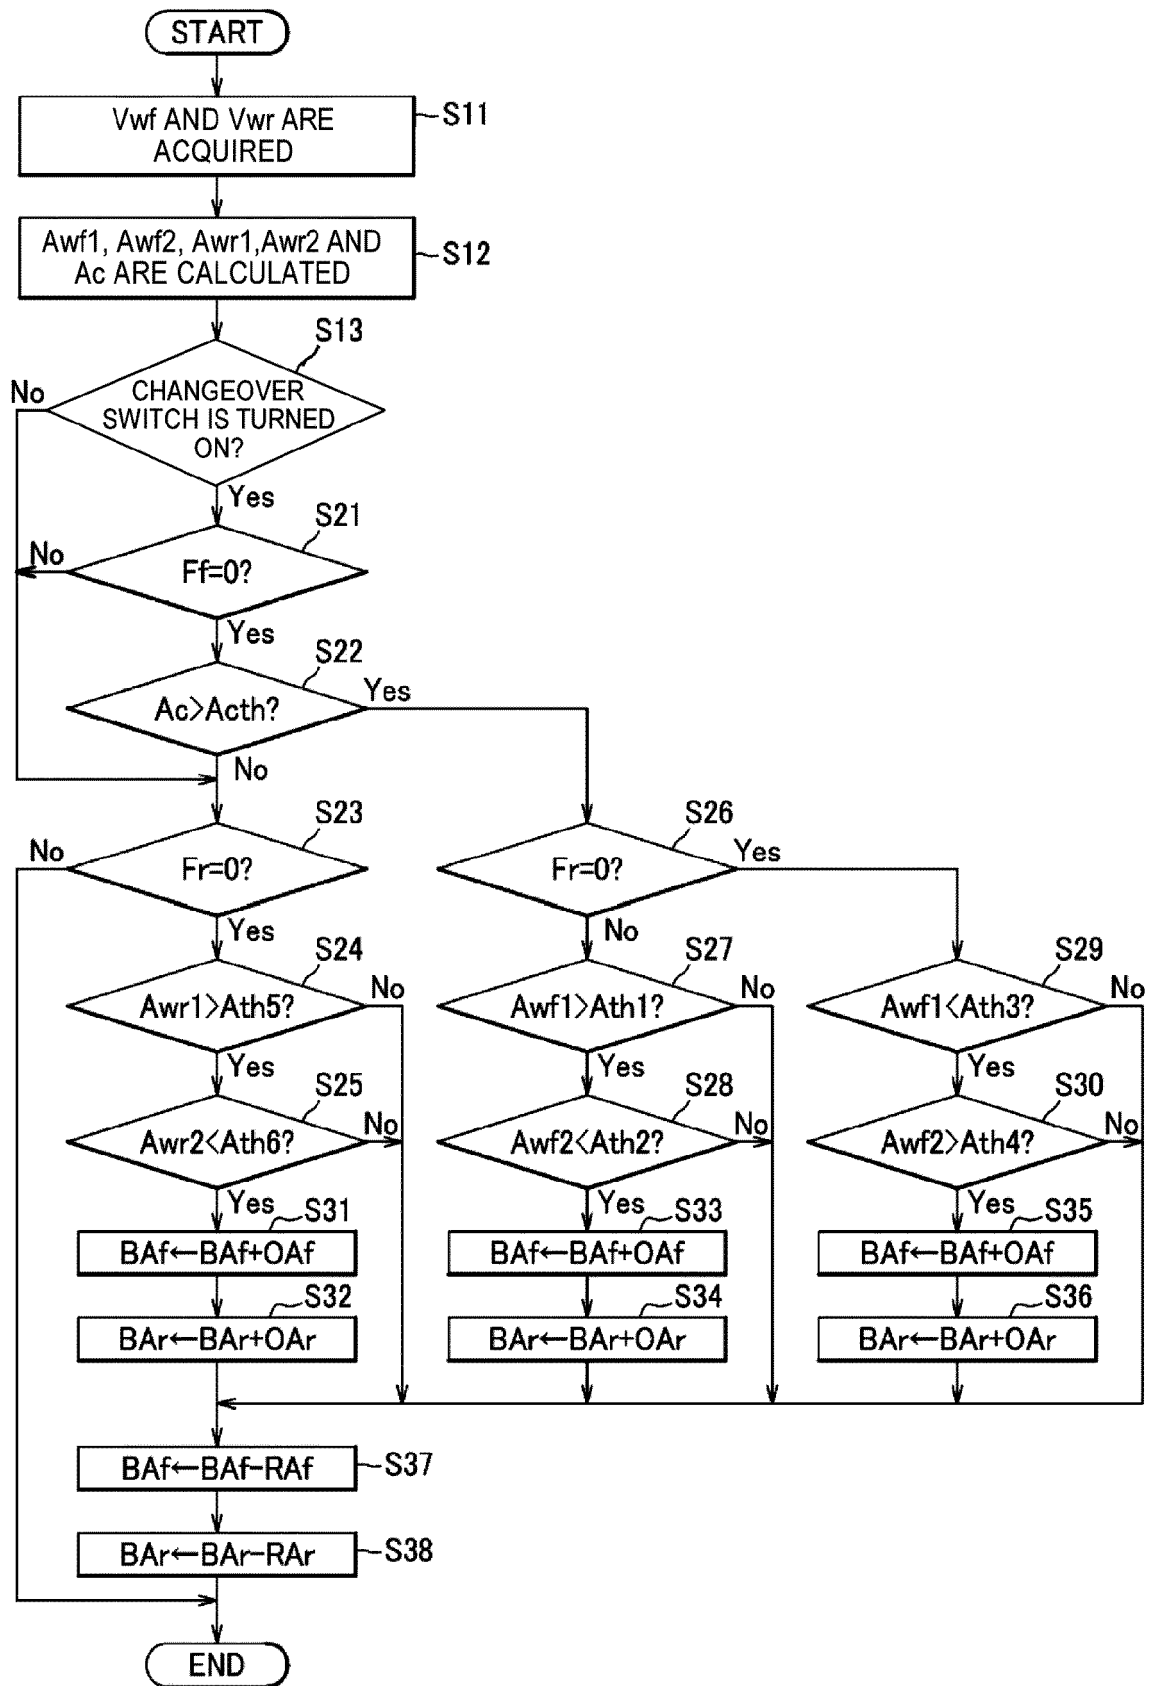 START
Vwf AND Vwr ARE
ACQUIRED
S11
Awf1, Awf2, Awr1,Awr2 AND
Ac ARE CALCULATED
S12
S13
No
CHANGEOVER
SWITCH IS TURNED
ON?
Yes
S21
No
Ff=0?
Yes
S22
Ac>Acth?
Yes
No
S23
No
Fr=0?
Yes
S26
Fr=0?
Yes
No
S24
Awr1>Ath5?
No
Yes
S27
Awf1>Ath1?
No
Yes
S29
Awf1<Ath3?
No
Yes
S25
Awr2<Ath6?
No
Yes
S28
Awf2<Ath2?
No
Yes
S30
Awf2>Ath4?
No
Yes
S31
BAf←BAf+OAf
S33
BAf←BAf+OAf
S35
BAf←BAf+OAf
S32
BAr←BAr+OAr
S34
BAr←BAr+OAr
S36
BAr←BAr+OAr
BAf←BAf-RAf
S37
BAr←BAr-RAr
S38
END